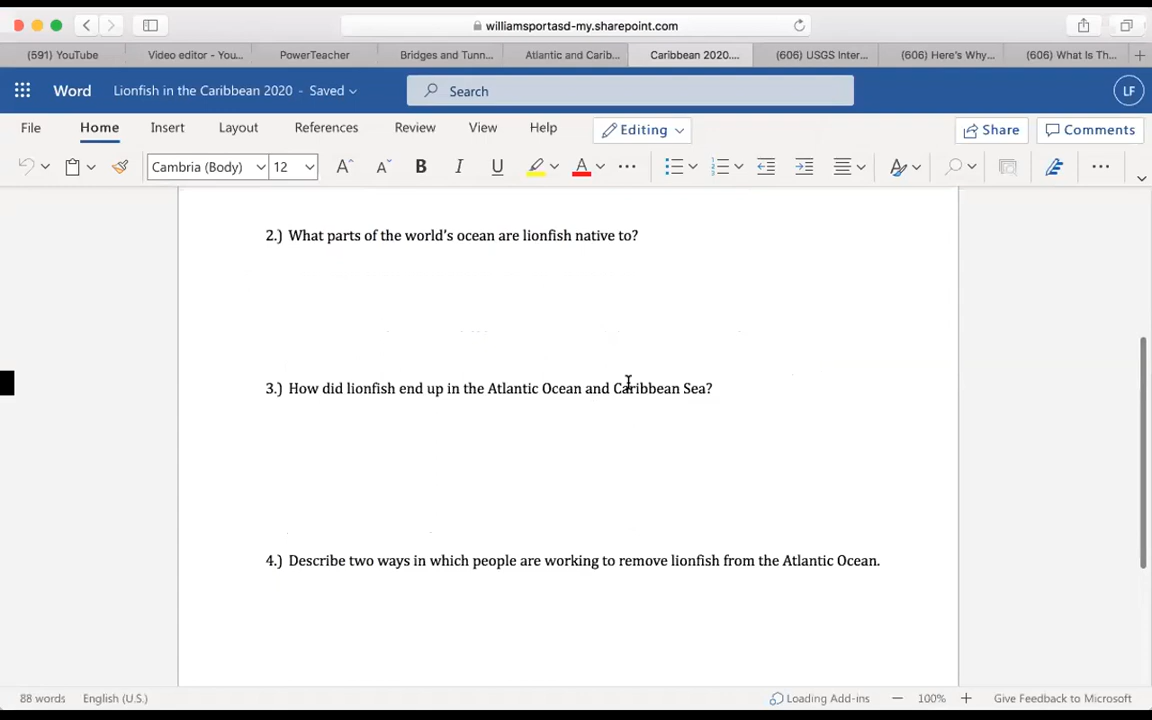 williamsportasd-my.sharepoint.com
(591) YouTube
Video editor - You...
PowerTeacher
Bridges and Tunn...
Atlantic and Carib...
Caribbean 2020....
(606) USGS Inter...
(606) Here's Why...
(606) What Is Th...
Word
Lionfish in the Caribbean 2020 - Saved
Search
LF
File
Home
Insert
Layout
References
Review
View
Help
Editing
Share
Comments
Cambria (Body)
12
A
A
B
I
U
A
A
2.) What parts of the world's ocean are lionfish native to?
3.) How did lionfish end up in the Atlantic Ocean and Caribbean Sea?
4.) Describe two ways in which people are working to remove lionfish from the Atlantic Ocean.
88 words
English (U.S.)
Loading Add-ins
100%
Give Feedback to Microsoft